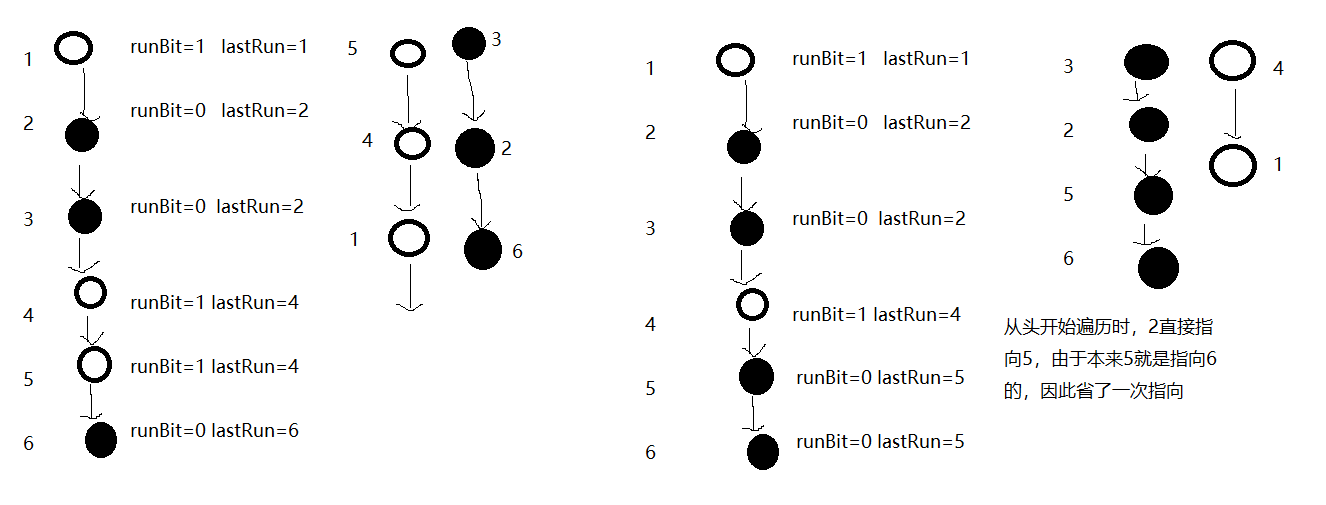 1
runBit=1 lastRun=1
2
runBit=0 lastRun=2
3
runBit=0 lastRun=2
4
runBit=1 lastRun=4
5
runBit=1 lastRun=4
6
runBit=0 lastRun=6
5
4
1
3
2
6
1
runBit=1 lastRun=1
2
runBit=0 lastRun=2
3
runBit=0 lastRun=2
4
runBit=1 lastRun=4
5
runBit=0 lastRun=5
6
runBit=0 lastRun=5
3
2
5
6
4
1
从头开始遍历时，2直接指
向5，由于本来5就是指向6
的，因此省了一次指向